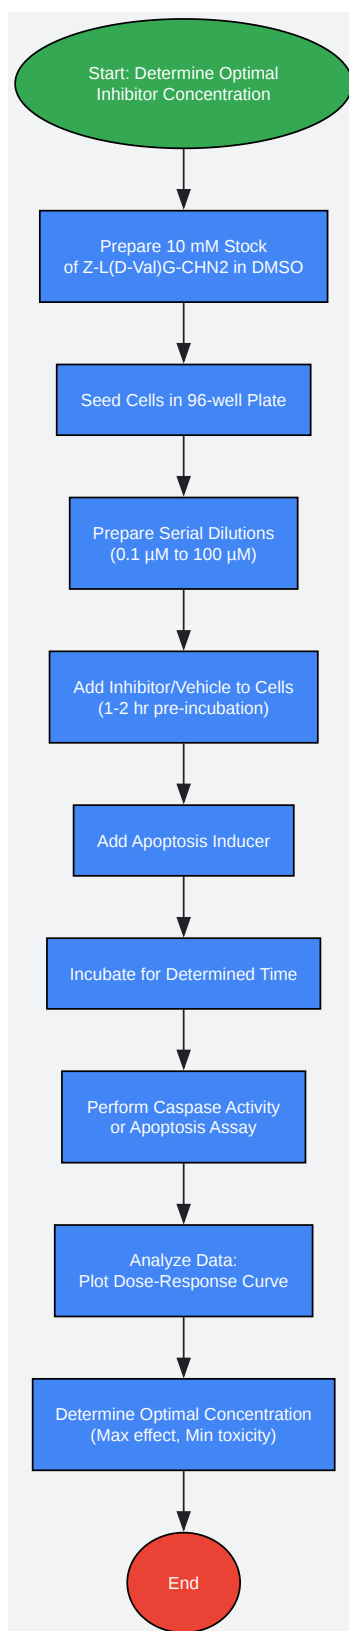 Start: Determine Optimal
Inhibitor Concentration
Prepare 10 mM Stock
of Z-L(D-Val)G-CHN2 in DMSO
Seed Cells in 96-well Plate
Prepare Serial Dilutions
(0.1 µM to 100 µM)
Add Inhibitor/Vehicle to Cells
(1-2 hr pre-incubation)
Add Apoptosis Inducer
Incubate for Determined Time
Perform Caspase Activity
or Apoptosis Assay
Analyze Data:
Plot Dose-Response Curve
Determine Optimal Concentration
(Max effect, Min toxicity)
End